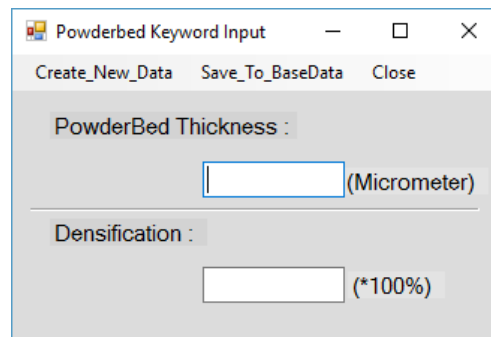 Powderbed Keyword Input
Create_New_Data Save_To_BaseData Close
PowderBed Thickness :
(Micrometer)
Densification :
(*100%)